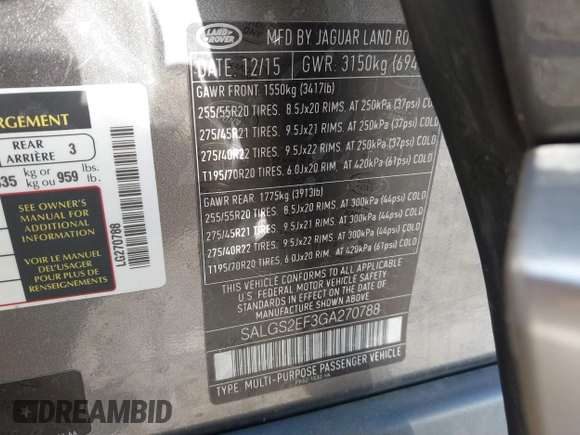 LAND ROVER
MFD BY JAGUAR LAND RO
DATE: 12/15 GWR: 3150kg (694
GAWR FRONT 1550kg (3417lb)
255/55R20 TIRES. 8.5Jx20 RIMS. AT 250kPa (37psi) COLD
275/45R21 TIRES. 9.5Jx21 RIMS. AT 250kPa (37psi) COLD
275/40R22 TIRES. 9.5Jx22 RIMS. AT 250kPa (37psi) COLD
T195/70R20 TIRES. 6.0Jx20 RIMS. AT 420kPa (61psi) COLD
GAWR REAR 1775kg (3913lb)
255/55R20 TIRES. 8.5Jx20 RIMS. AT 300kPa (44psi) COLD
275/45R21 TIRES. 9.5Jx21 RIMS. AT 300kPa (44psi) COLD
275/40R22 TIRES. 9.5Jx22 RIMS. AT 300kPa (44psi) COLD
T195/70R20 TIRES. 6.0Jx20 RIMS. AT 420kPa (61psi) COLD
THIS VEHICLE CONFORMS TO ALL APPLICABLE
U.S. FEDERAL MOTOR VEHICLE SAFETY AND
THEFT PREVENTION STANDARDS IN EFFECT ON
THE DATE OF MANUFACTURE SHOWN ABOVE.
SALGS2EF3GA270788
TYPE: MULTI-PURPOSE PASSENGER VEHICLE
RGEMENT
REAR
ARRIÈRE 3
35 kg or kg ou 959 lbs. lb.
SEE OWNER'S
MANUAL FOR
ADDITIONAL
INFORMATION
VOIR LE MANUEL
DE L'USAGER
POUR PLUS DE
RENSEIGNEMENTS
LG270788
DREAMBID